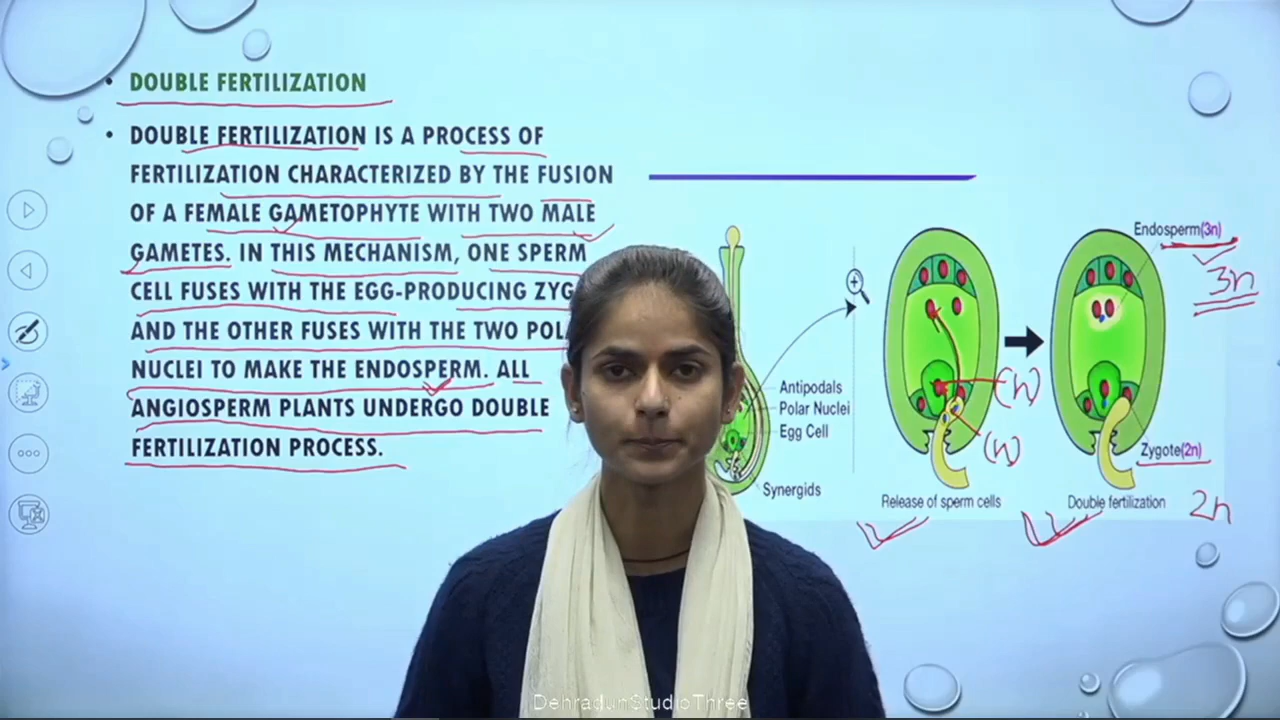 DOUBLE FERTILIZATION
DOUBLE FERTILIZATION IS A PROCESS OF
FERTILIZATION CHARACTERIZED BY THE FUSION
OF A FEMALE GAMETOPHYTE WITH TWO MALE
GAMETES. IN THIS MECHANISM, ONE SPERM
CELL FUSES WITH THE EGG-PRODUCING
AND THE OTHER FUSES WITH THE TWO
NUCLEI TO MAKE THE ENDOSPERM. ALL
ANGIOSPERM PLANTS UNDERGO DOUBLE
FERTILIZATION PROCESS.
Antipodals
Polar Nuclei
Egg Cell
Synergids
(n)
(n)
Release of sperm cells
Endosperm(3n)
3n
Zygote(2n)
Double fertilization
2n
DehradunStudioThree